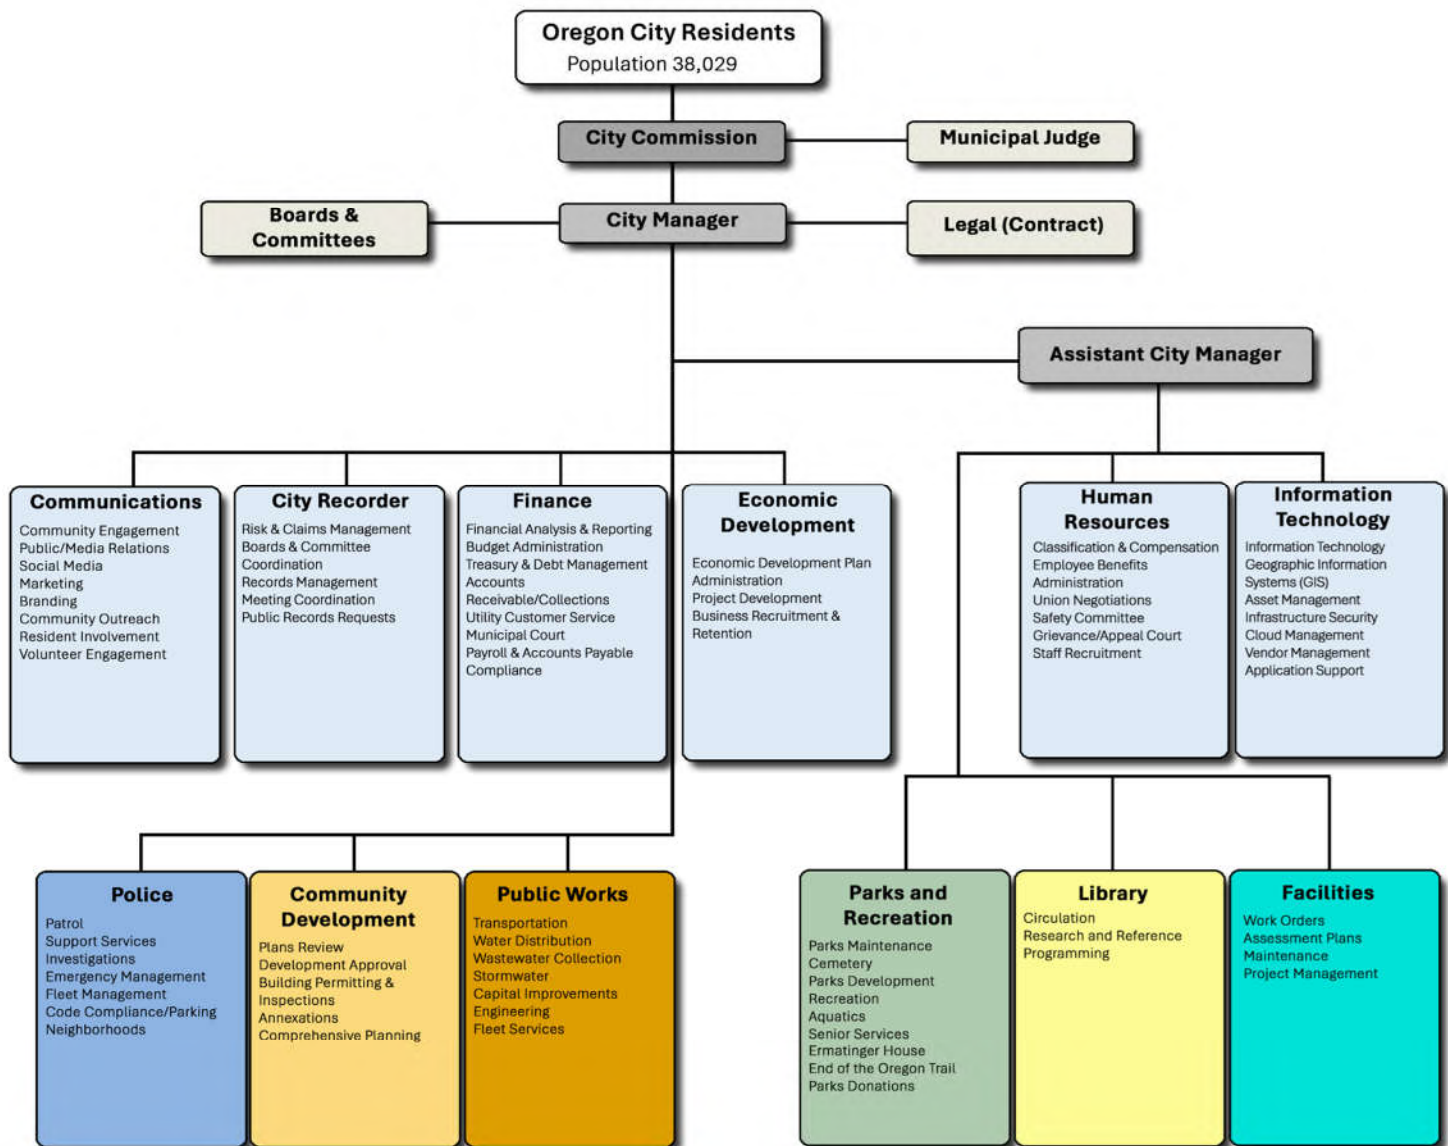 Oregon City Residents
Population 38,029
City Commission
Municipal Judge
Boards &
Committees
City Manager
Legal (Contract)
Assistant City Manager
Communications
Community Engagement
Public/Media Relations
Social Media
Marketing
Branding
Community Outreach
Resident Involvement
Volunteer Engagement
City Recorder
Risk & Claims Management
Boards & Committee
Coordination
Records Management
Meeting Coordination
Public Records Requests
Finance
Financial Analysis & Reporting
Budget Administration
Treasury & Debt Management
Accounts
Receivable/Collections
Utility Customer Service
Municipal Court
Payroll & Accounts Payable
Compliance
Economic
Development
Economic Development Plan
Administration
Project Development
Business Recruitment &
Retention
Human
Resources
Classification & Compensation
Employee Benefits
Administration
Union Negotiations
Safety Committee
Grievance/Appeal Court
Staff Recruitment
Information
Technology
Information Technology
Geographic Information
Systems (GIS)
Asset Management
Infrastructure Security
Cloud Management
Vendor Management
Application Support
Police
Patrol
Support Services
Investigations
Emergency Management
Fleet Management
Code Compliance/Parking
Neighborhoods
Community
Development
Plans Review
Development Approval
Building Permitting &
Inspections
Annexations
Comprehensive Planning
Public Works
Transportation
Water Distribution
Wastewater Collection
Stormwater
Capital Improvements
Engineering
Fleet Services
Parks and
Recreation
Parks Maintenance
Cemetery
Parks Development
Recreation
Aquatics
Senior Services
Ermatinger House
End of the Oregon Trail
Parks Donations
Library
Circulation
Research and Reference
Programming
Facilities
Work Orders
Assessment Plans
Maintenance
Project Management